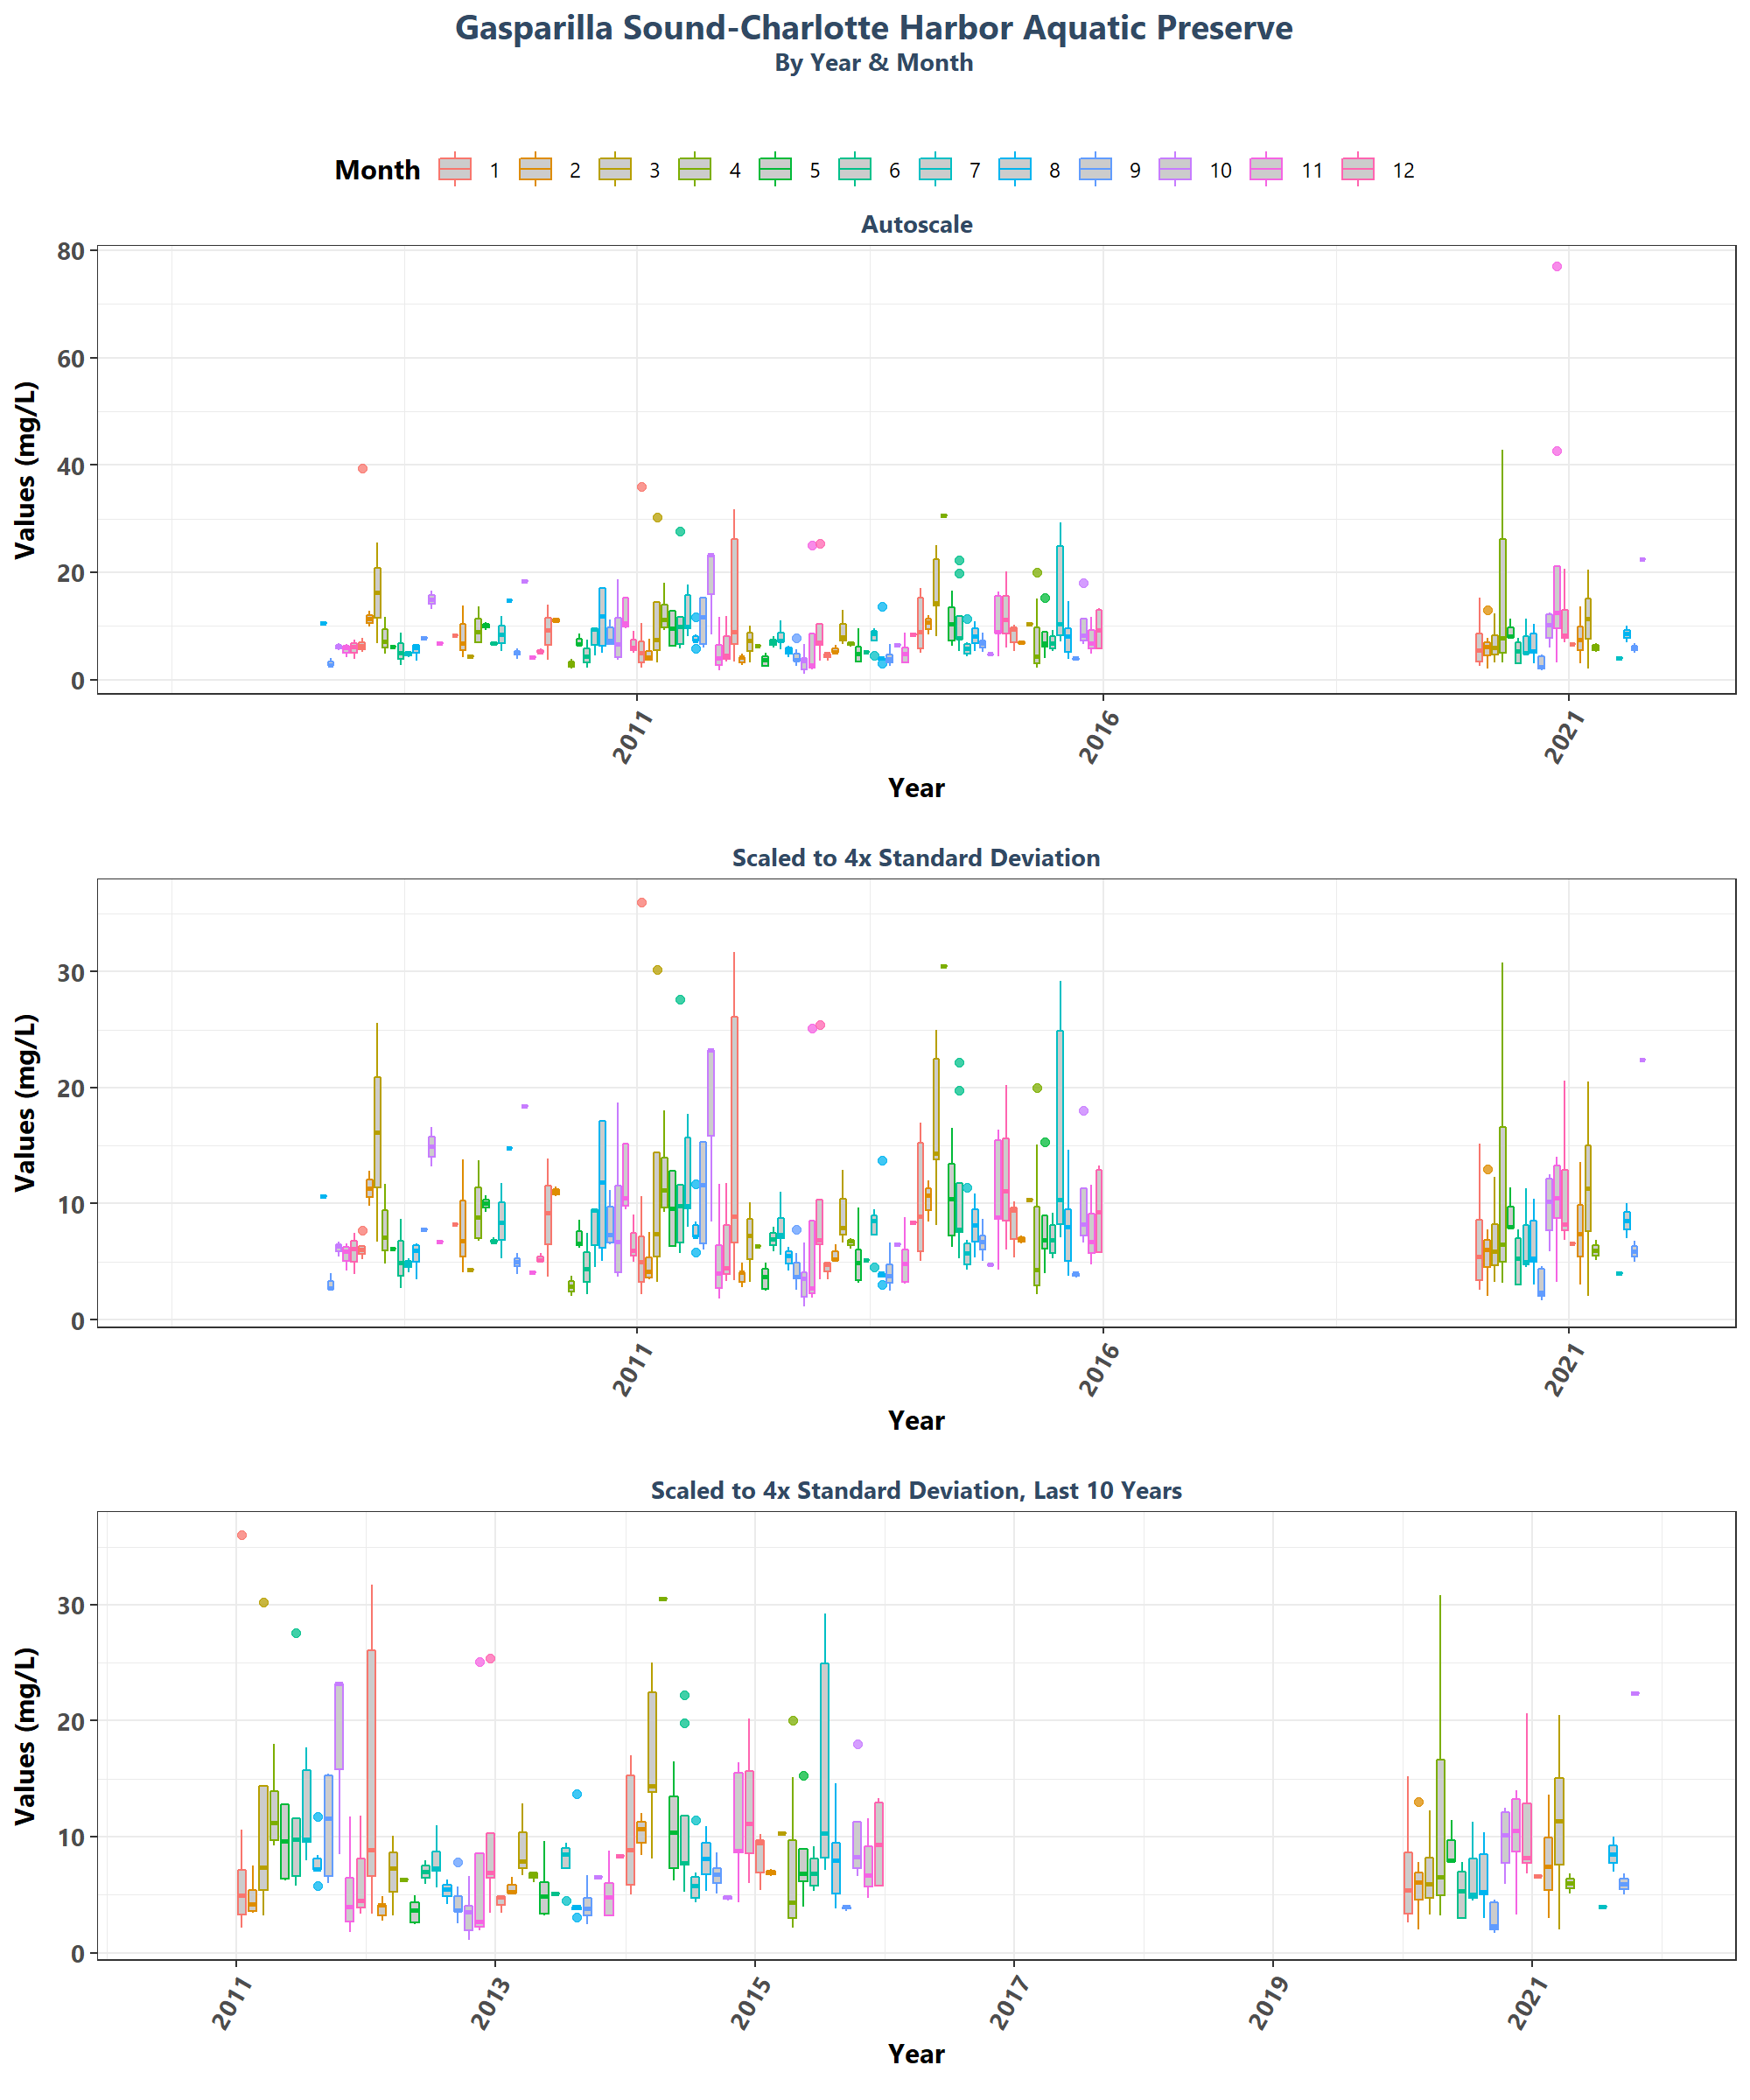 Gasparilla Sound-Charlotte Harbor Aquatic Preserve
By Year & Month
Month 1 2 3 4 5 6 7 8 9 10 11 12
Autoscale
Values (mg/L)
80
60
40
20
0
2011 2016 2021
Year
Scaled to 4x Standard Deviation
Values (mg/L)
30
20
10
0
2011 2016 2021
Year
Scaled to 4x Standard Deviation, Last 10 Years
Values (mg/L)
30
20
10
0
2011 2013 2015 2017 2019 2021
Year